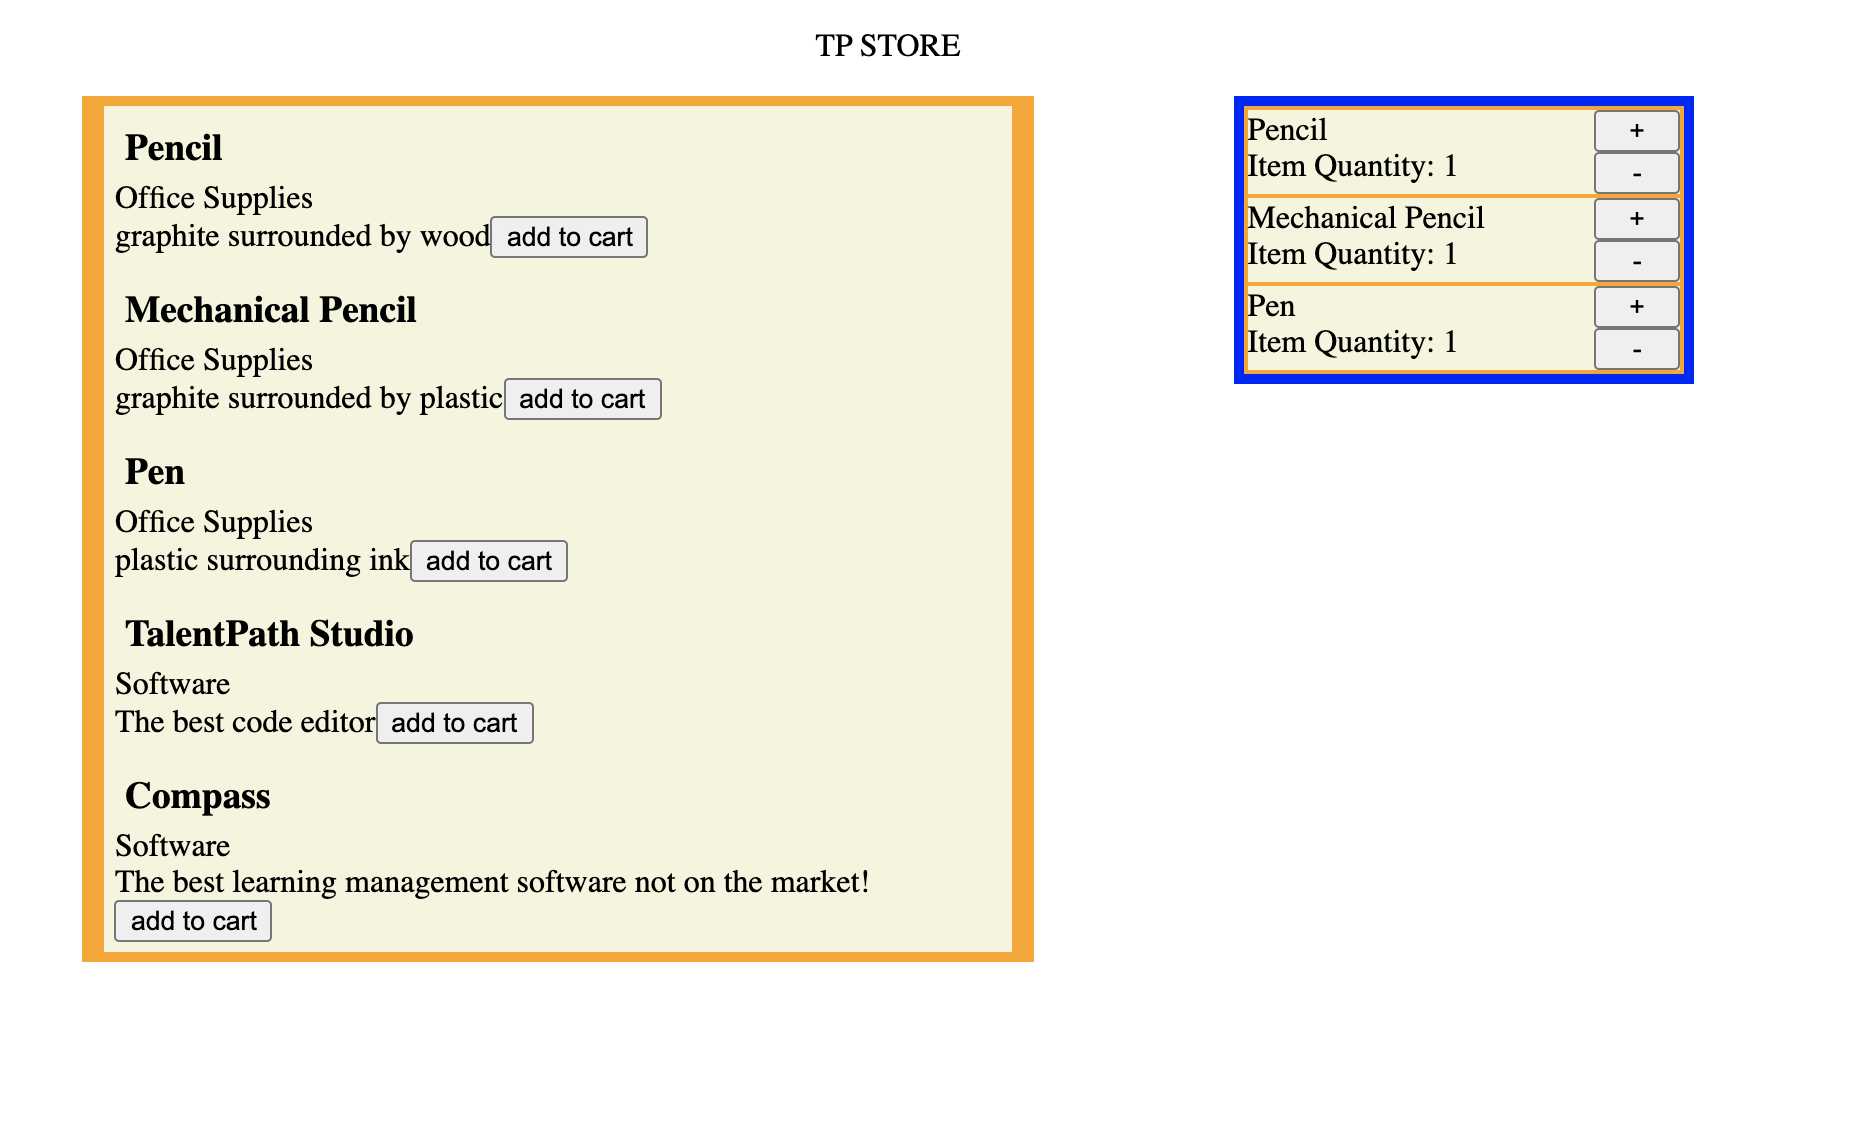 TP STORE
Pencil
Office Supplies
graphite surrounded by wood add to cart
Mechanical Pencil
Office Supplies
graphite surrounded by plastic add to cart
Pen
Office Supplies
plastic surrounding ink add to cart
TalentPath Studio
Software
The best code editor add to cart
Compass
Software
The best learning management software not on the market!
add to cart
Pencil +
Item Quantity: 1 -
Mechanical Pencil +
Item Quantity: 1 -
Pen +
Item Quantity: 1 -